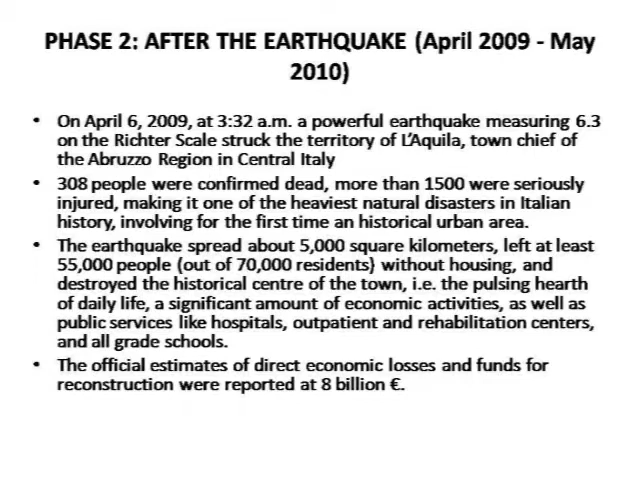 PHASE 2: AFTER THE EARTHQUAKE (April 2009 - May
2010)
• On April 6, 2009, at 3:32 a.m. a powerful earthquake measuring 6.3
on the Richter Scale struck the territory of L'Aquila, town chief of
the Abruzzo Region in Central Italy
• 308 people were confirmed dead, more than 1500 were seriously
injured, making it one of the heaviest natural disasters in Italian
history, involving for the first time an historical urban area.
• The earthquake spread about 5,000 square kilometers, left at least
55,000 people (out of 70,000 residents) without housing, and
destroyed the historical centre of the town, i.e. the pulsing hearth
of daily life, a significant amount of economic activities, as well as
public services like hospitals, outpatient and rehabilitation centers,
and all grade schools.
• The official estimates of direct economic losses and funds for
reconstruction were reported at 8 billion €.